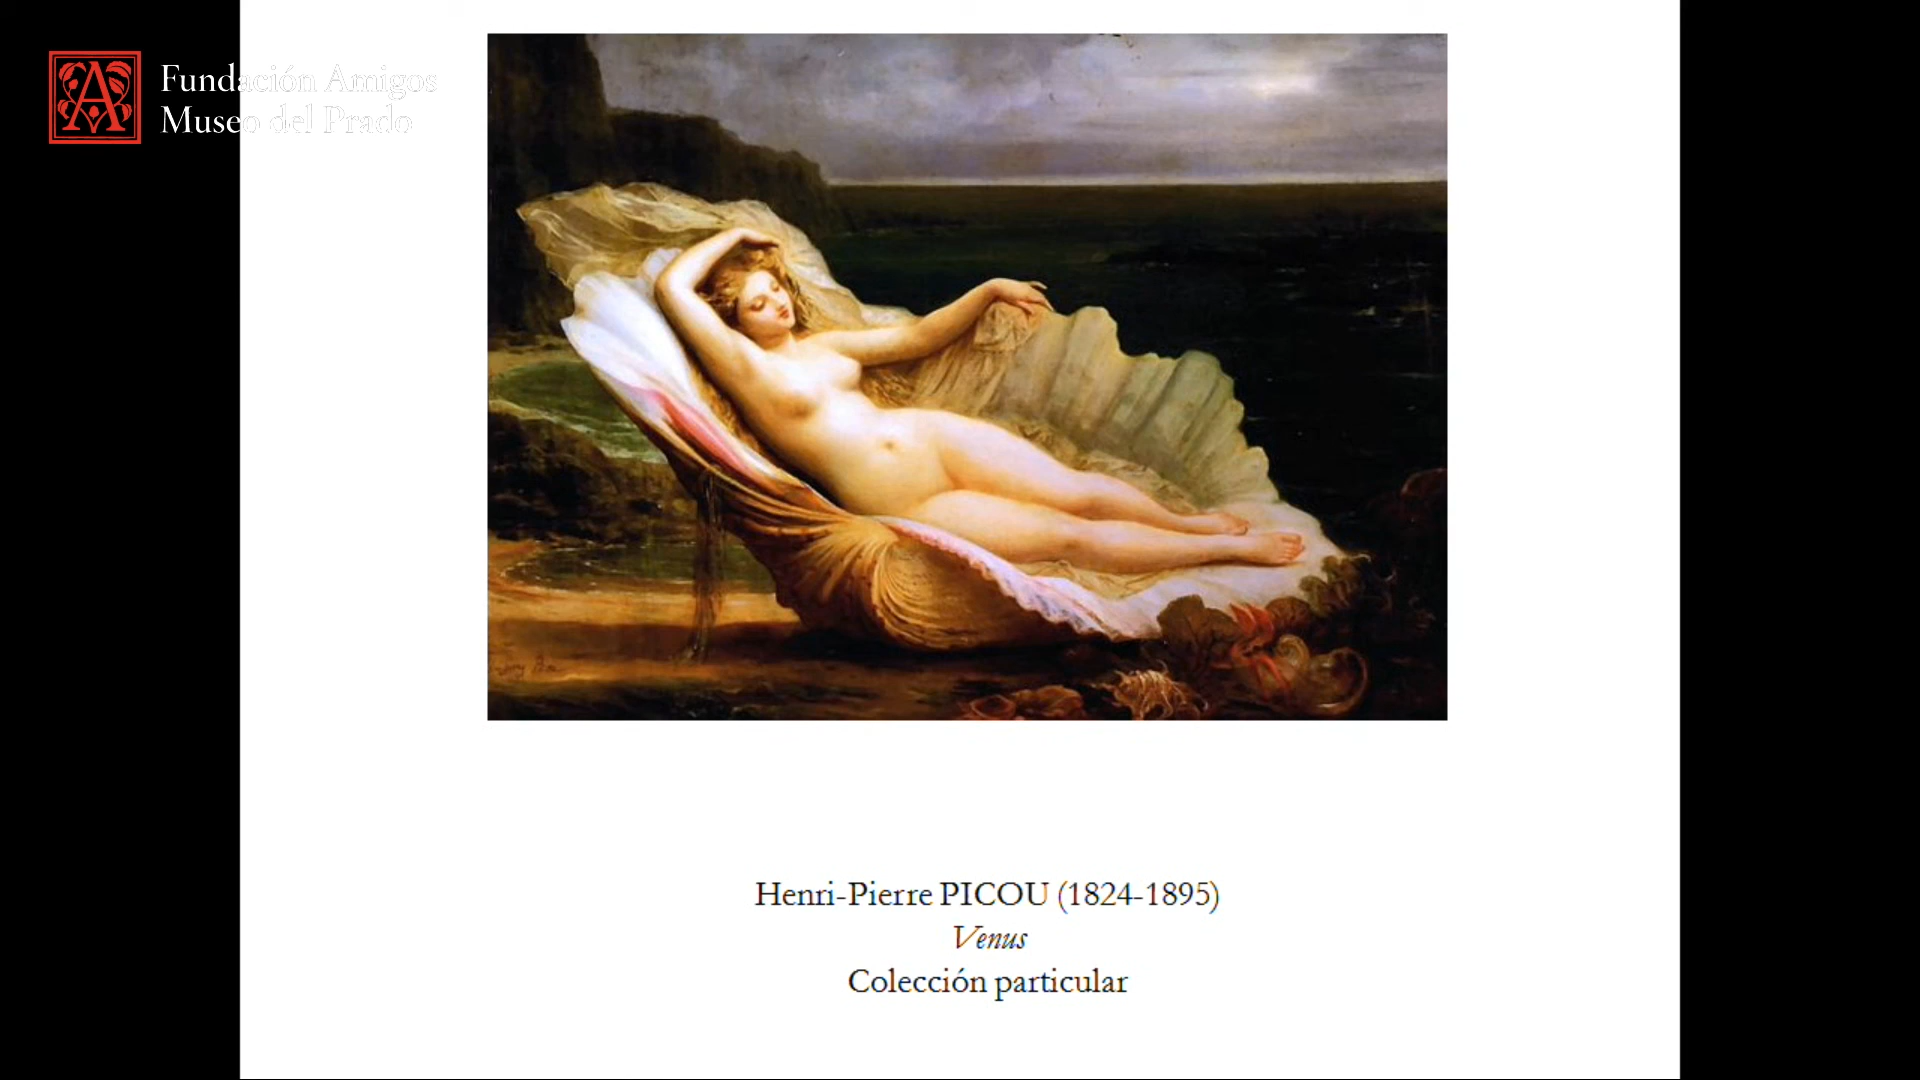 Fundación Amigos
Museo del Prado
Henri-Pierre PICOU (1824-1895)
Venus
Colección particular